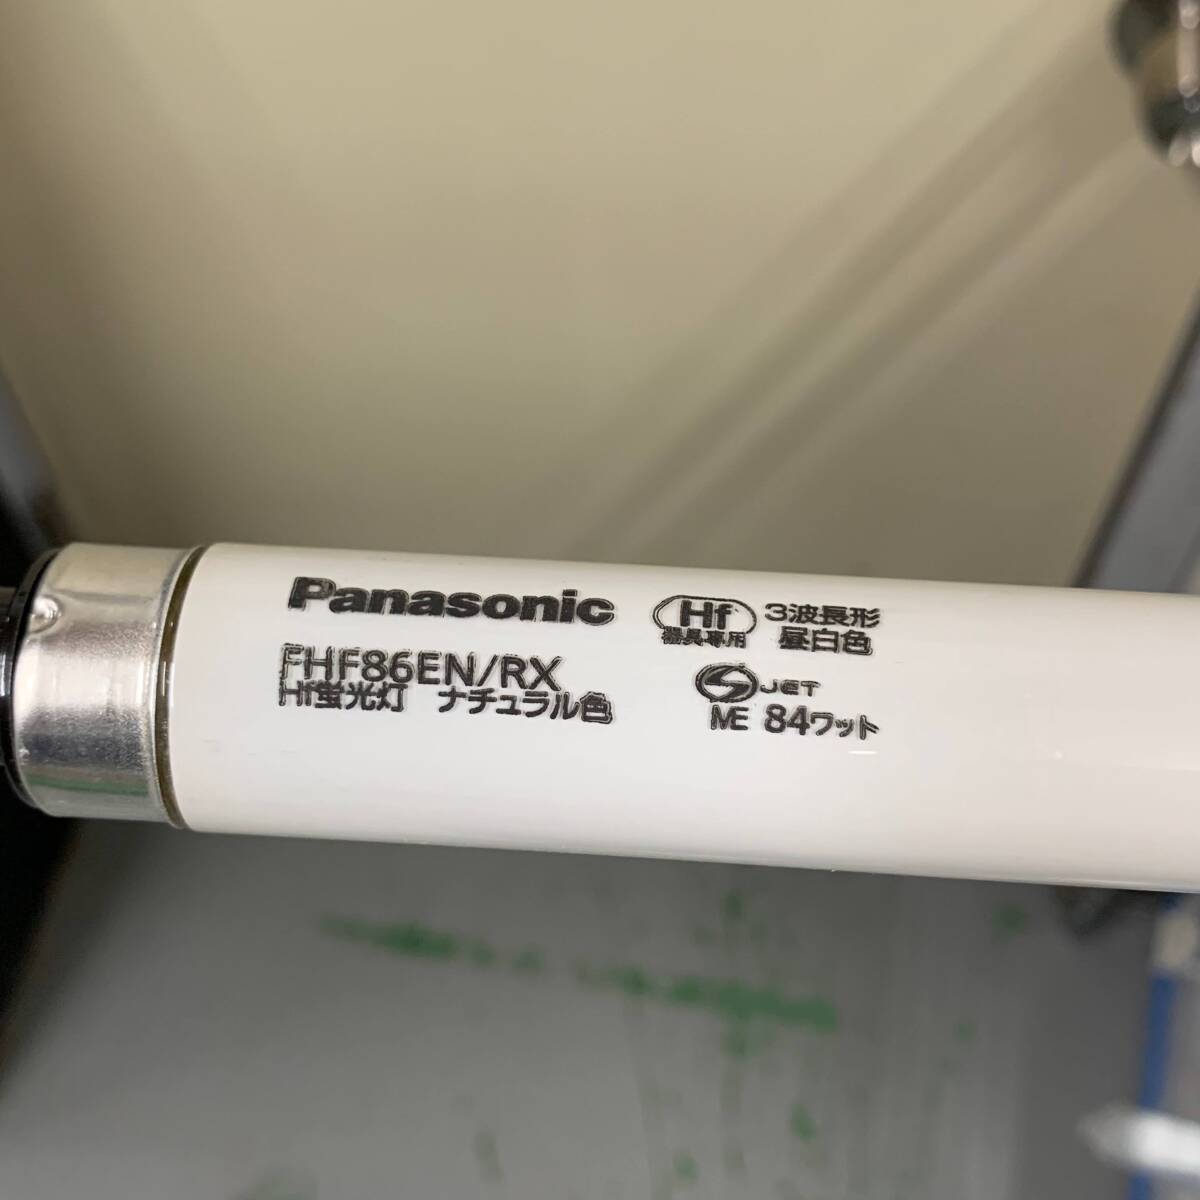 Panasonic
FHF86EN/RX
Hf蛍光灯 ナチュラル色
Hf
器具専用
3波長形
昼白色
JET
ME 84ワット